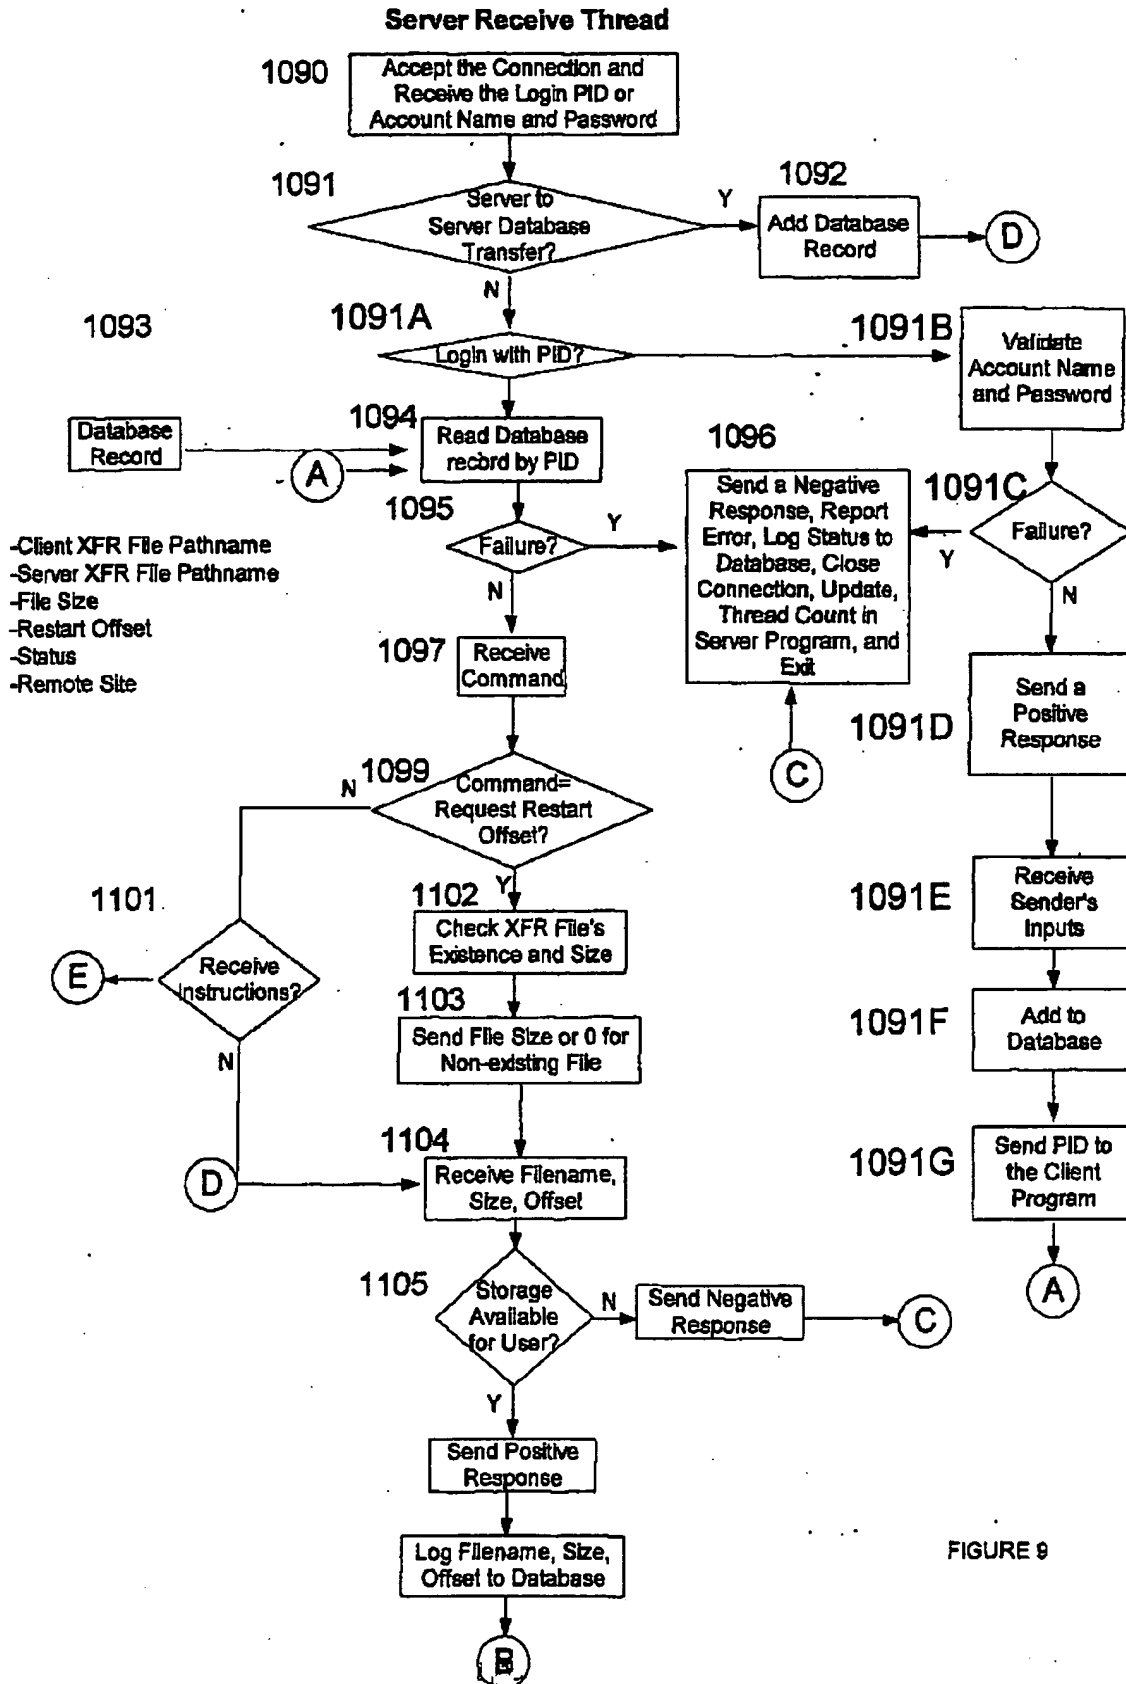 Server Receive Thread
1090
Accept the Connection and
Receive the Login PID or
Account Name and Password
1091
Server to
Server Database
Transfer?
Y
N
1092
Add Database
Record
D
1093
1091A
Login with PID?
1091B
Validate
Account Name
and Password
Database
Record
A
1094
Read Database
record by PID
1095
Failure?
Y
N
1096
Send a Negative
Response, Report
Error, Log Status to
Database, Close
Connection, Update,
Thread Count in
Server Program, and
Exit
1091C
Failure?
Y
N
-Client XFR File Pathname
-Server XFR File Pathname
-File Size
-Restart Offset
-Status
-Remote Site
1097
Receive
Command
C
1091D
Send a
Positive
Response
1099
Command=
Request Restart
Offset?
N
Y
1101
Receive
Instructions?
E
N
1102
Check XFR File's
Existence and Size
1091E
Receive
Sender's
Inputs
1103
Send File Size or 0 for
Non-existing File
1091F
Add to
Database
1104
Receive Filename,
Size, Offset
D
1091G
Send PID to
the Client
Program
A
1105
Storage
Available
for User?
N
Send Negative
Response
C
Y
Send Positive
Response
Log Filename, Size,
Offset to Database
B
FIGURE 9